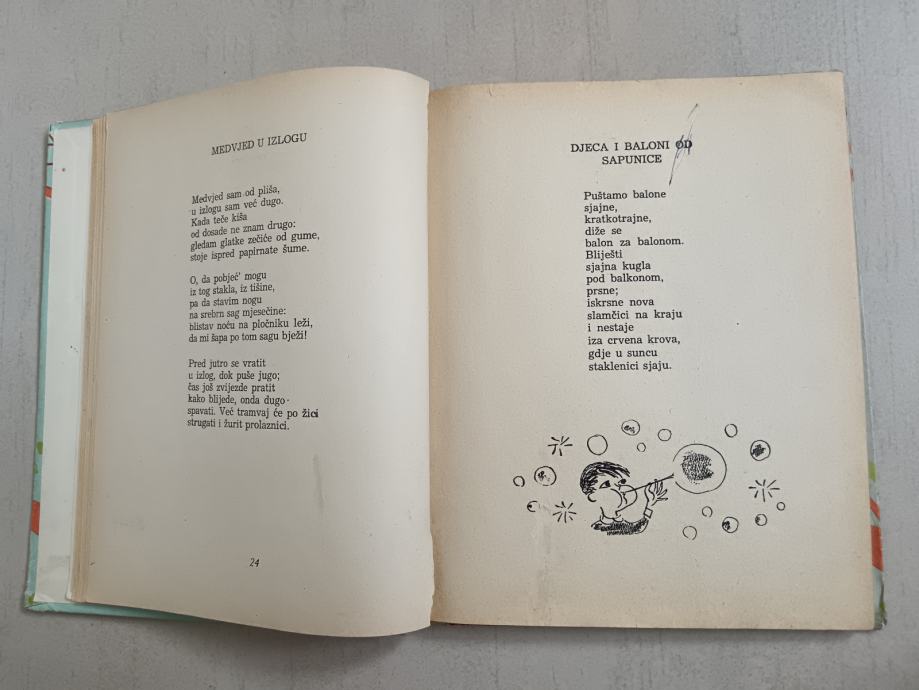 MEDVJED U IZLOGU
Medvjed sam od pliša,
u izlogu sam već dugo.
Kada teče kiša
od dosade ne znam drugo:
gledam glatke zečiće od gume,
stoje ispred papirnate šume.
O, da pobjeć' mogu
iz tog stakla, iz tišine,
pa da stavim nogu
na srebrn sag mjesečine:
blistav noću na pločniku leži,
da mi šapa po tom sagu bježi!
Pred jutro se vratit
u izlog, dok puše jugo;
čas još zvijezde pratit
kako blijede, onda dugo
spavati. Već tramvaj će po žici
strugati i žurit prolaznici.
24
DJECA I BALONI OD
SAPUNICE
Puštamo balone
sjajne,
kratkotrajne,
diže se
balon za balonom.
Bliješti
sjajna kugla
pod balkonom,
prsne;
iskrsne nova
slamčici na kraju
i nestaje
iza crvena krova,
gdje u suncu
staklenici sjaju.